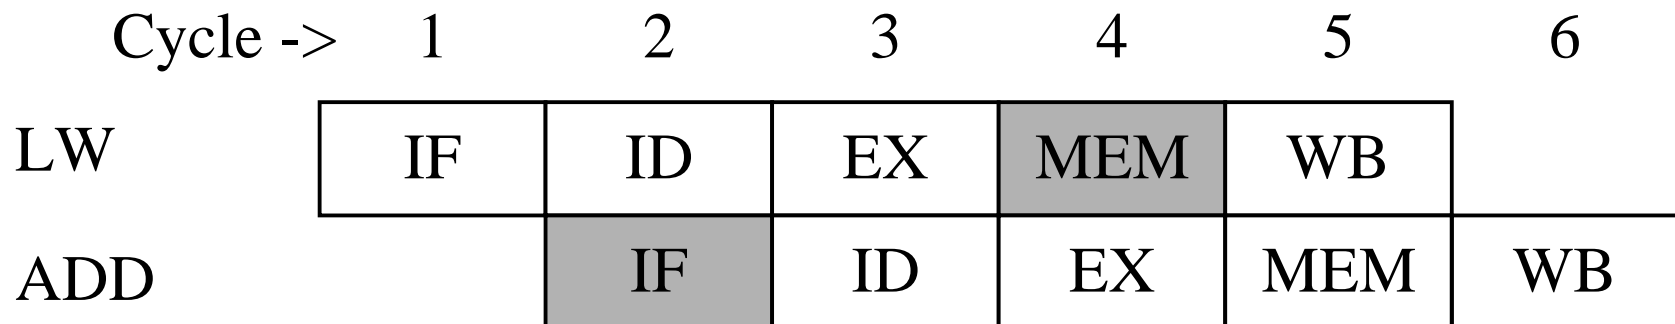 Cycle -> 1 2 3 4 5 6
LW IF ID EX MEM WB
ADD IF ID EX MEM WB